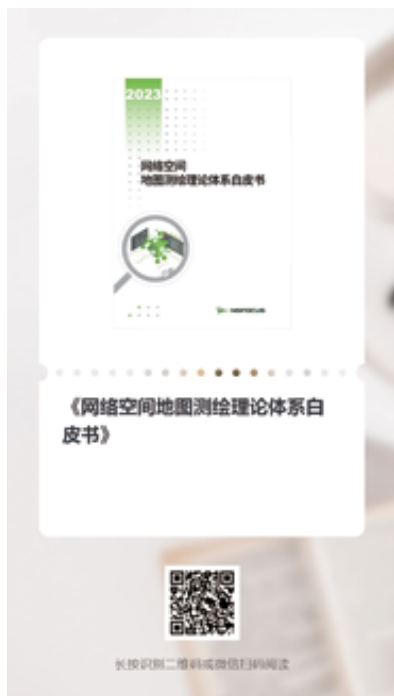 2023
网络空间
地图测绘理论体系白皮书
NSFOCUS
《网络空间地图测绘理论体系白
皮书》
长按识别二维码或微信扫码阅读